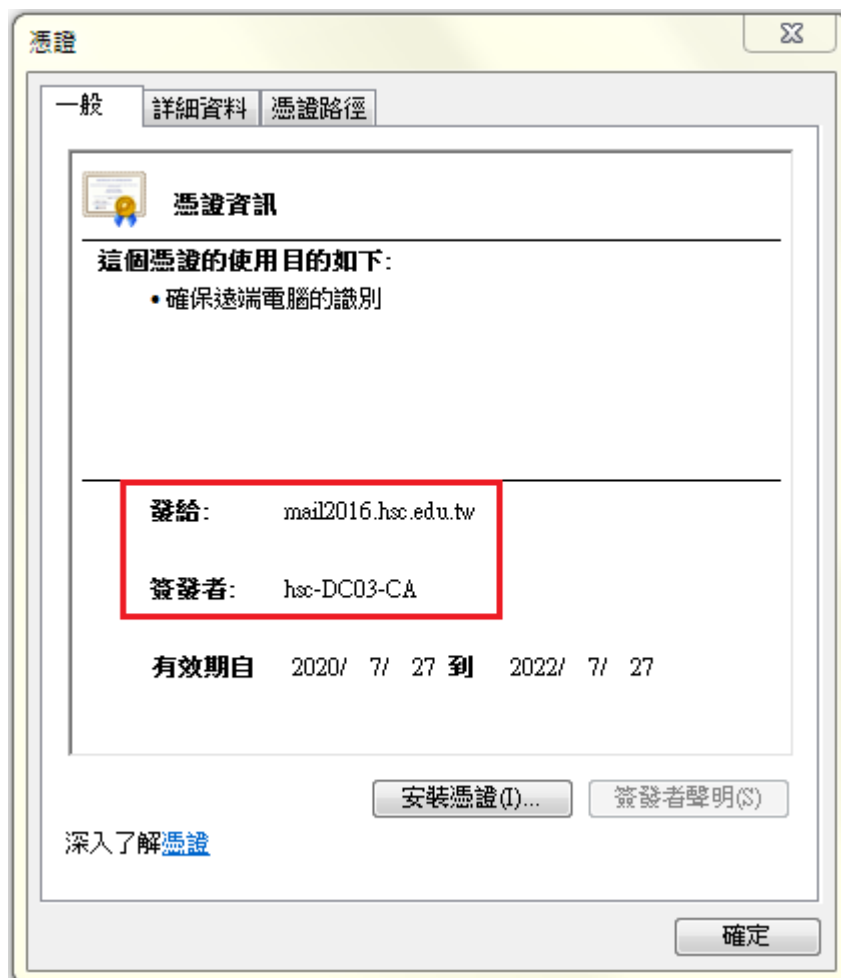 憑證
一般 詳細資料 憑證路徑
憑證資訊
這個憑證的使用目的如下:
• 確保遠端電腦的識別
發給: mail2016.hsc.edu.tw
簽發者: hsc-DC03-CA
有效期自 2020/ 7/ 27 到 2022/ 7/ 27
安裝憑證(I)... 簽發者聲明(S)
深入了解憑證
確定